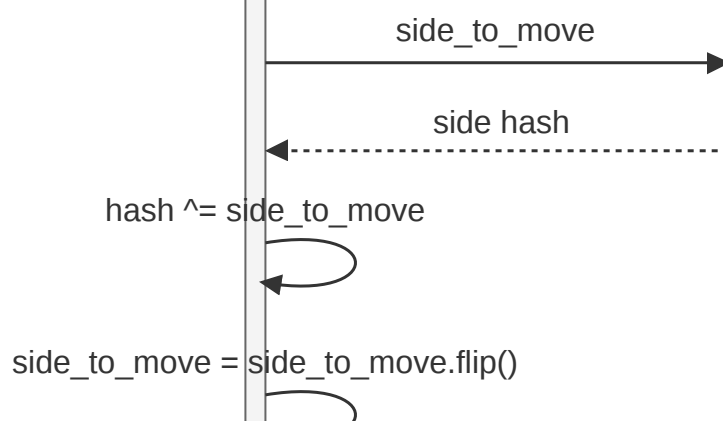 side_to_move
side hash
hash ^= side_to_move
side_to_move = side_to_move.flip()